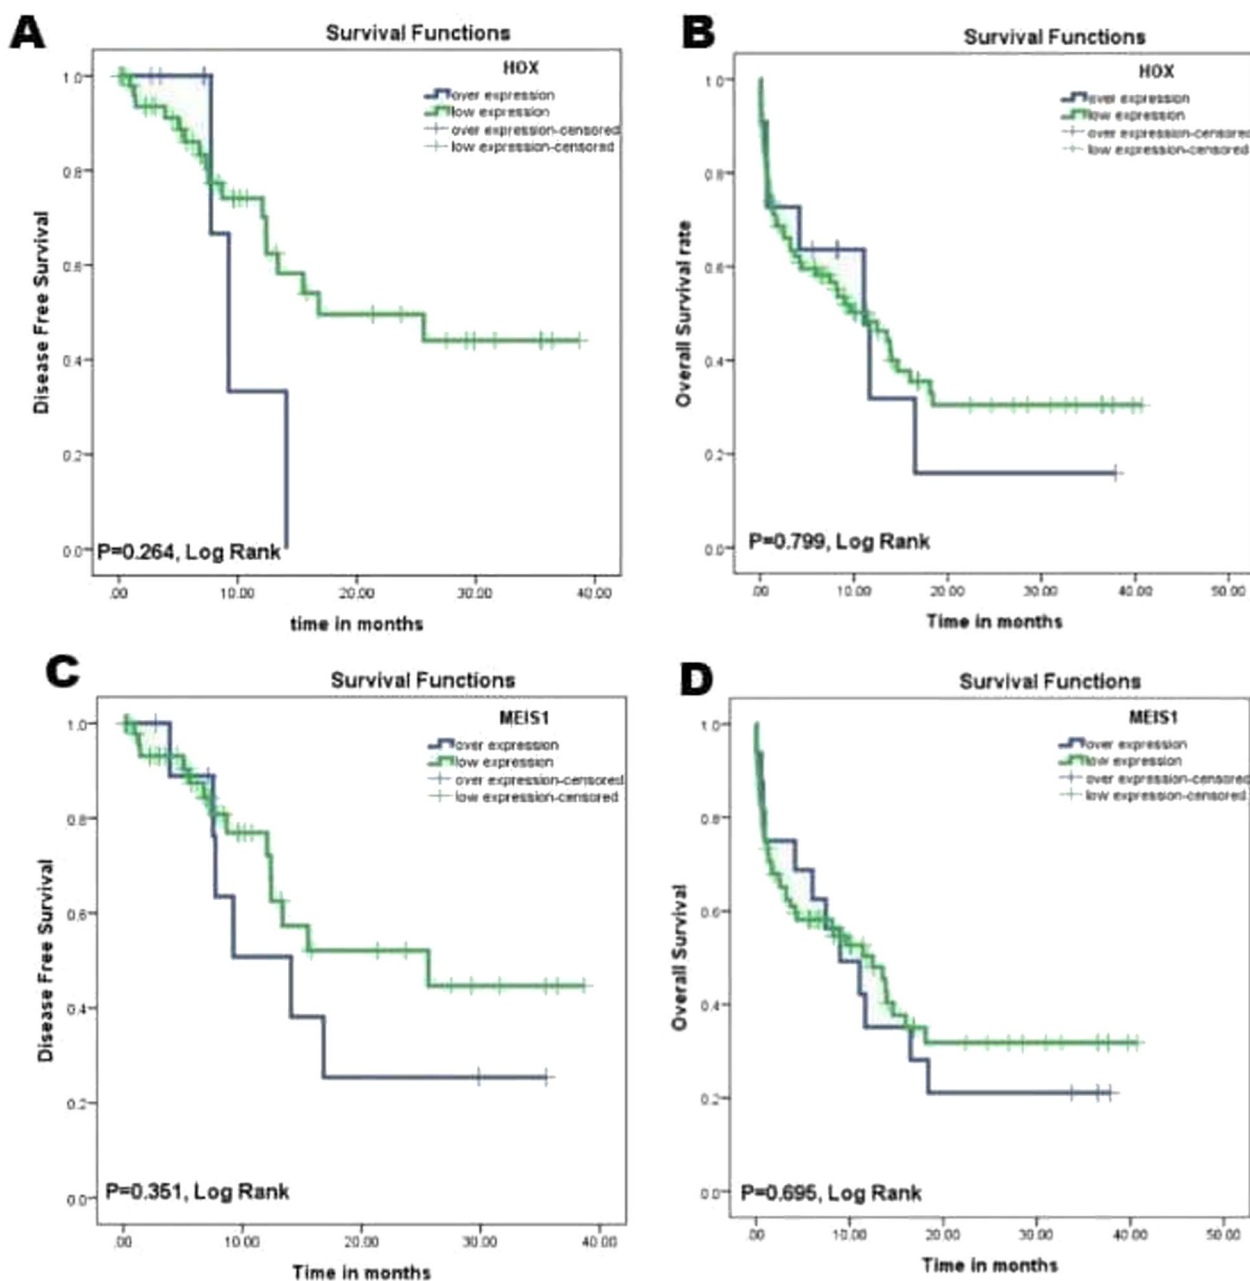 A
Survival Functions
HOX
over expression
low expression
over expression-censored
low expression-censored
Disease Free Survival
1.0
0.8
0.6
0.4
0.2
0.0
P=0.264, Log Rank
.00 10.00 20.00 30.00 40.00
time in months
B
Survival Functions
HOX
over expression
low expression
over expression-censored
low expression-censored
Overall Survival rate
1.0
0.8
0.6
0.4
0.2
0.0
P=0.799, Log Rank
.00 10.00 20.00 30.00 40.00 50.00
Time in months
C
Survival Functions
MEIS1
over expression
low expression
over expression-censored
low expression-censored
Disease Free Survival
1.0
0.8
0.6
0.4
0.2
0.0
P=0.351, Log Rank
.00 10.00 20.00 30.00 40.00
Time in months
D
Survival Functions
MEIS1
over expression
low expression
over expression-censored
low expression-censored
Overall Survival
1.0
0.8
0.6
0.4
0.2
0.0
P=0.695, Log Rank
.00 10.00 20.00 30.00 40.00 50.00
Time in months